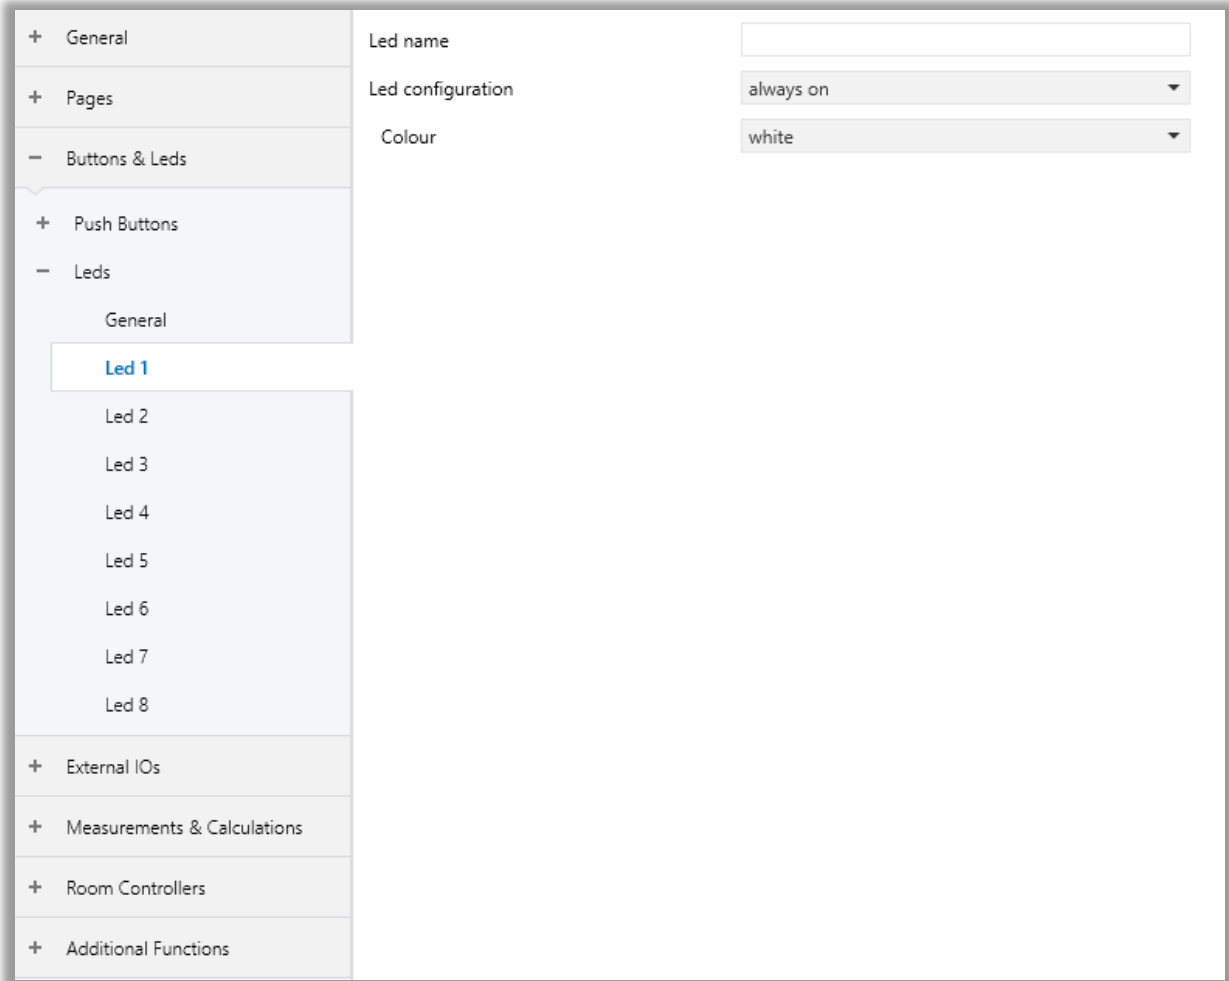 General
Pages
Buttons & Leds
Push Buttons
Leds
General
Led 1
Led 2
Led 3
Led 4
Led 5
Led 6
Led 7
Led 8
External IOs
Measurements & Calculations
Room Controllers
Additional Functions
Led name
Led configuration always on
Colour white